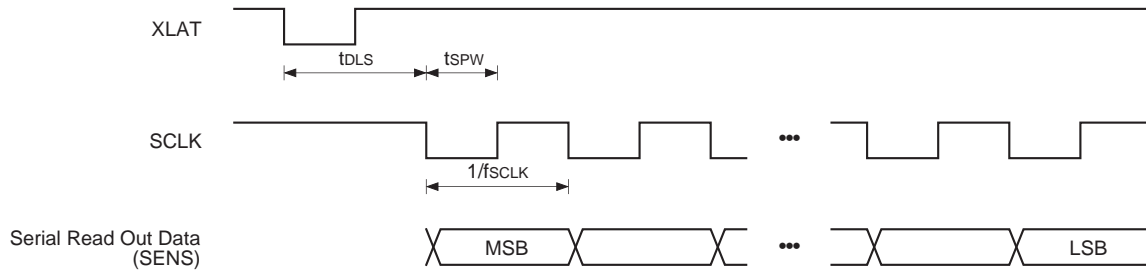 XLAT
tDLS
tSPW
SCLK
•••
1/fSCLK
Serial Read Out Data
(SENS)
MSB
•••
LSB